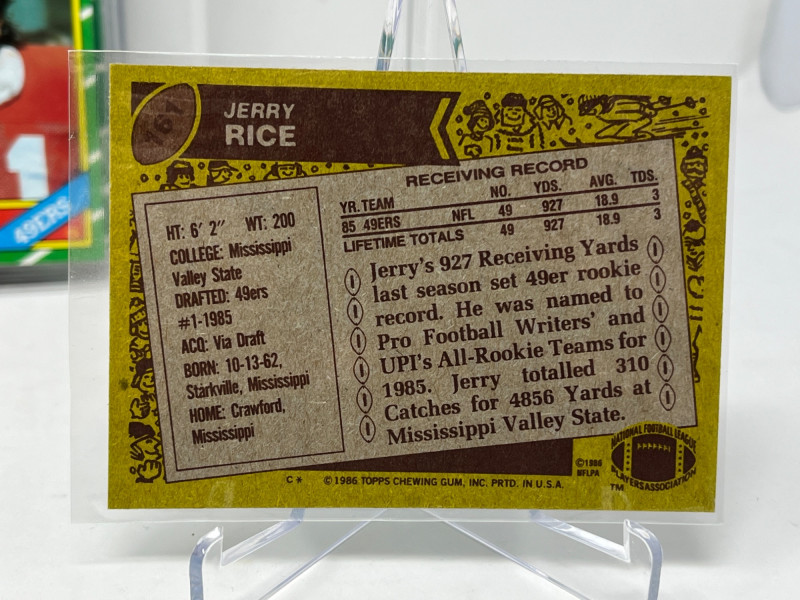 161
JERRY
RICE
HT: 6' 2" WT: 200
COLLEGE: Mississippi
Valley State
DRAFTED: 49ers
#1-1985
ACQ: Via Draft
BORN: 10-13-62,
Starkville, Mississippi
HOME: Crawford,
Mississippi
RECEIVING RECORD
YR. TEAM NO. YDS. AVG. TDS.
85 49ERS NFL 49 927 18.9 3
LIFETIME TOTALS 49 927 18.9 3
Jerry's 927 Receiving Yards
last season set 49er rookie
record. He was named to
Pro Football Writers' and
UPI's All-Rookie Teams for
1985. Jerry totalled 310
Catches for 4856 Yards at
Mississippi Valley State.
C* ©1986 TOPPS CHEWING GUM, INC. PRTD. IN U.S.A.
©1986
NFLPA
NATIONAL FOOTBALL LEAGUE
PLAYERS ASSOCIATION
TM
1
49ERS